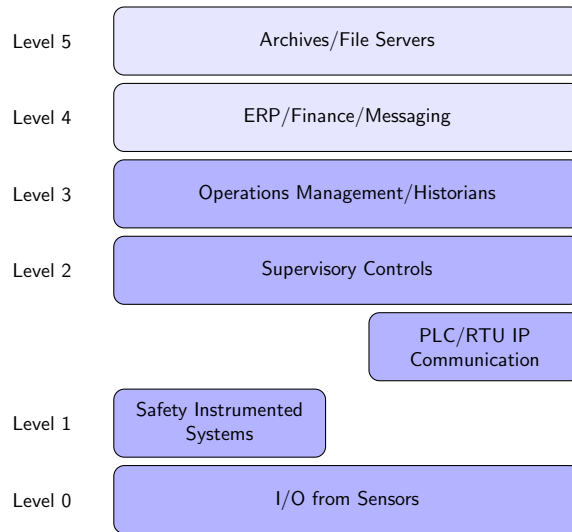 Level 5
Archives/File Servers
Level 4
ERP/Finance/Messaging
Level 3
Operations Management/Historians
Level 2
Supervisory Controls
PLC/RTU IP
Communication
Level 1
Safety Instrumented
Systems
Level 0
I/O from Sensors